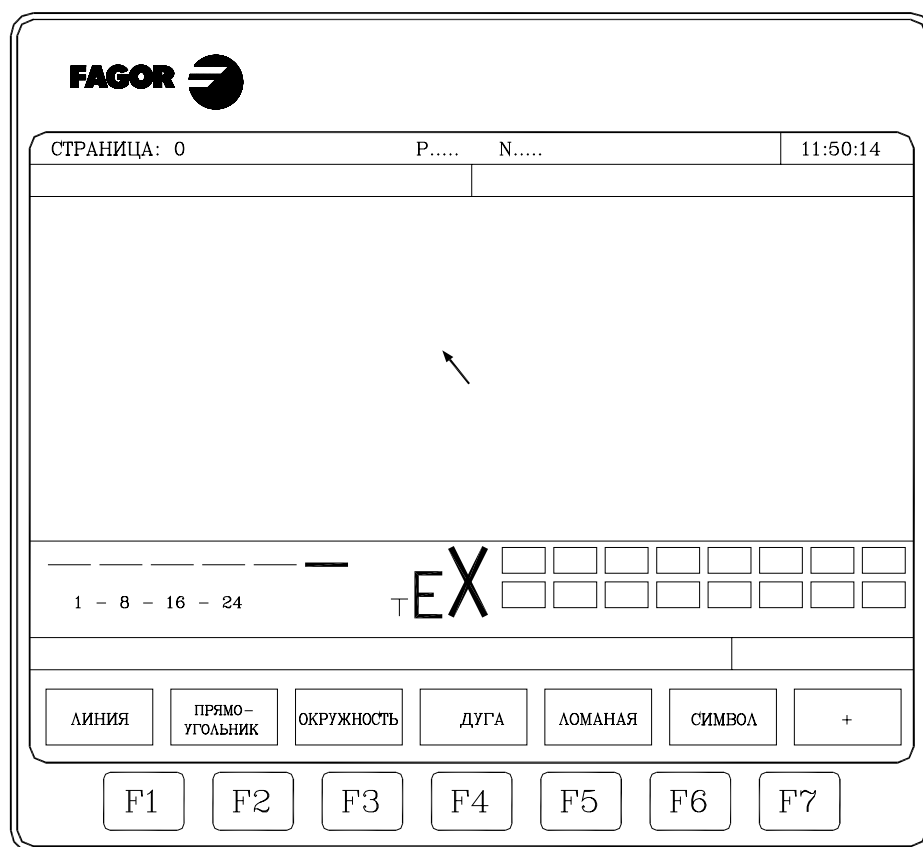 FAGOR
СТРАНИЦА: 0 P..... N..... 11:50:14
1 - 8 - 16 - 24 TEX
ЛИНИЯ ПРЯМО-УГОЛЬНИК ОКРУЖНОСТЬ ДУГА ЛОМАНАЯ СИМВОЛ +
F1 F2 F3 F4 F5 F6 F7